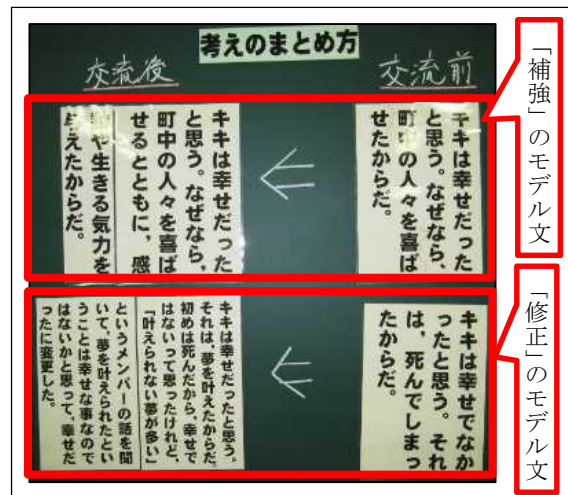 考えのまとめ方
交流前
交流後
「補強」のモデル文
キキは幸せだった
と思う。なぜなら、
町中の人々を喜ば
せたからだ。
キキは幸せだった
と思う。なぜなら、
町中の人々を喜ば
せるとともに、感
動や生きる気力を
与えたからだ。
「修正」のモデル文
キキは幸せでなか
ったと思う。それ
は、死んでしまっ
たからだ。
キキは幸せだったと思う。
それは、夢を叶えたからだ。
初めは死んだから、幸せで
はないって思ったけれど、
「叶えられない夢が多い」
というメンバーの話を聞
いて、夢を叶えられたとい
うことは幸せな事なので
はないかと思って、幸せだ
ったに変更した。